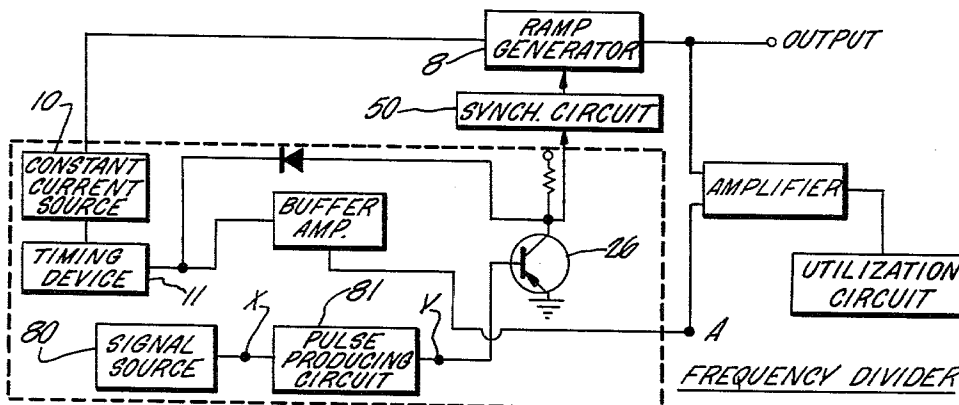 RAMP
GENERATOR
8
OUTPUT
50
SYNCH. CIRCUIT
10
CONSTANT
CURRENT
SOURCE
BUFFER
AMP.
AMPLIFIER
26
TIMING
DEVICE
11
UTILIZATION
CIRCUIT
81
X
Y
A
80
SIGNAL
SOURCE
PULSE
PRODUCING
CIRCUIT
FREQUENCY DIVIDER